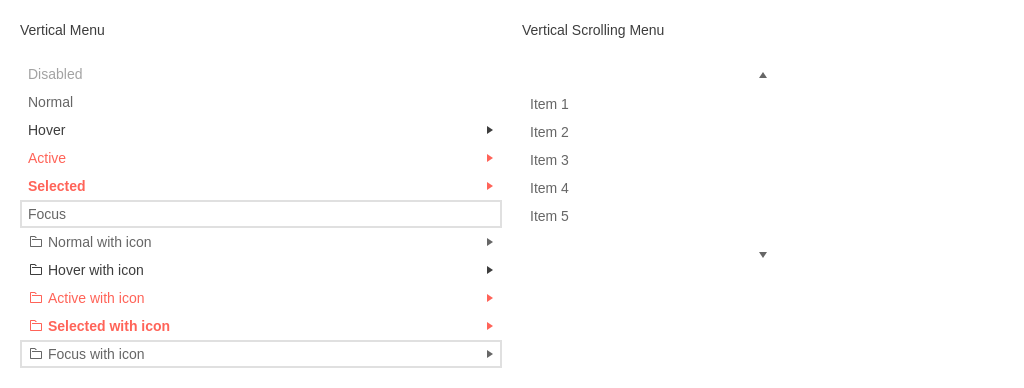 Vertical Menu
Disabled
Normal
Hover
Active
Selected
Focus
Normal with icon
Hover with icon
Active with icon
Selected with icon
Focus with icon
Vertical Scrolling Menu
Item 1
Item 2
Item 3
Item 4
Item 5